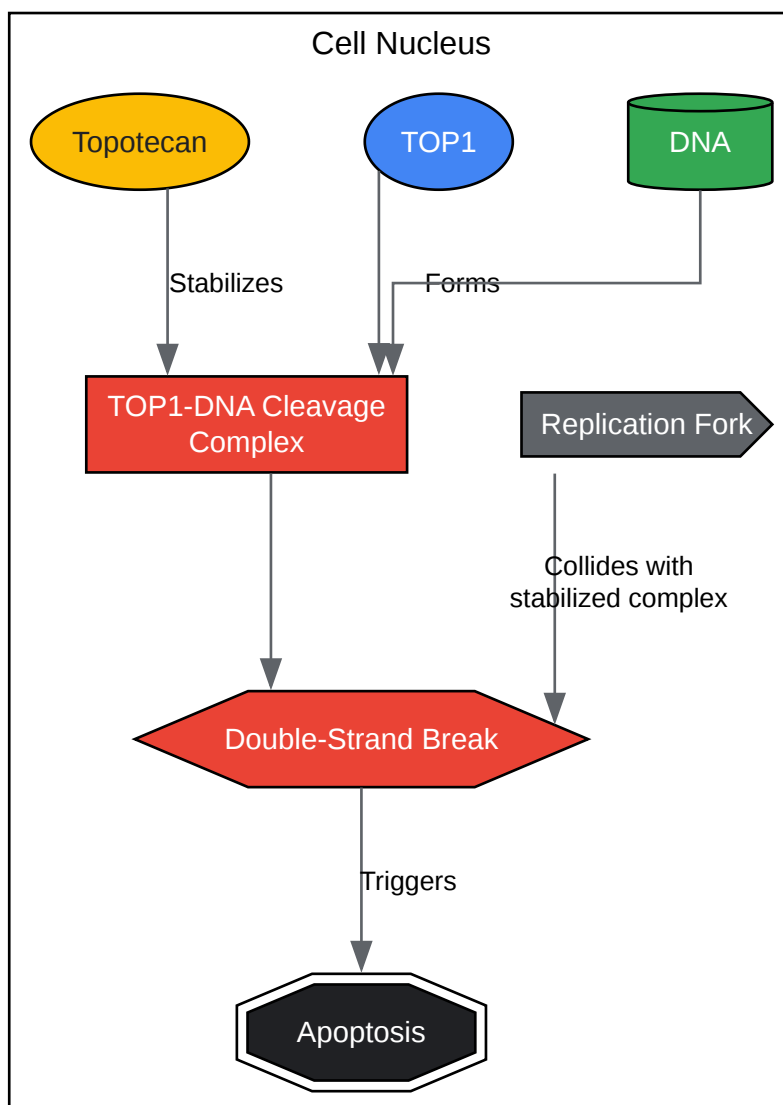 Cell Nucleus
Topotecan
TOP1
DNA
Stabilizes
Forms
TOP1-DNA Cleavage
Complex
Replication Fork
Collides with
stabilized complex
Double-Strand Break
Triggers
Apoptosis